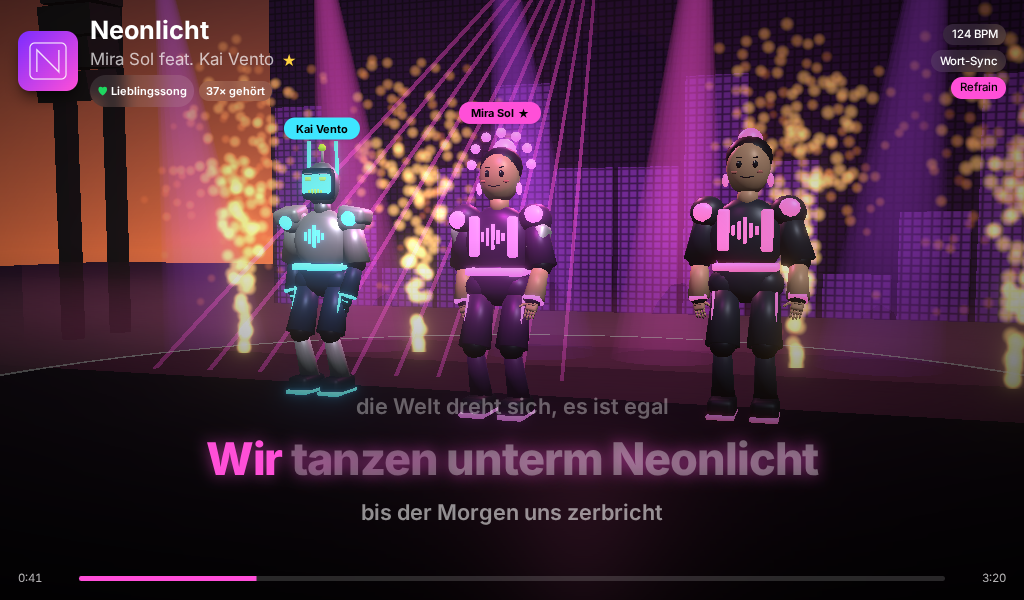 Neonlicht
Mira Sol feat. Kai Vento ★
Lieblingssong
37× gehört
124 BPM
Wort-Sync
Refrain
Kai Vento
Mira Sol ★
die Welt dreht sich, es ist egal
Wir tanzen unterm Neonlicht
bis der Morgen uns zerbricht
0:41
3:20